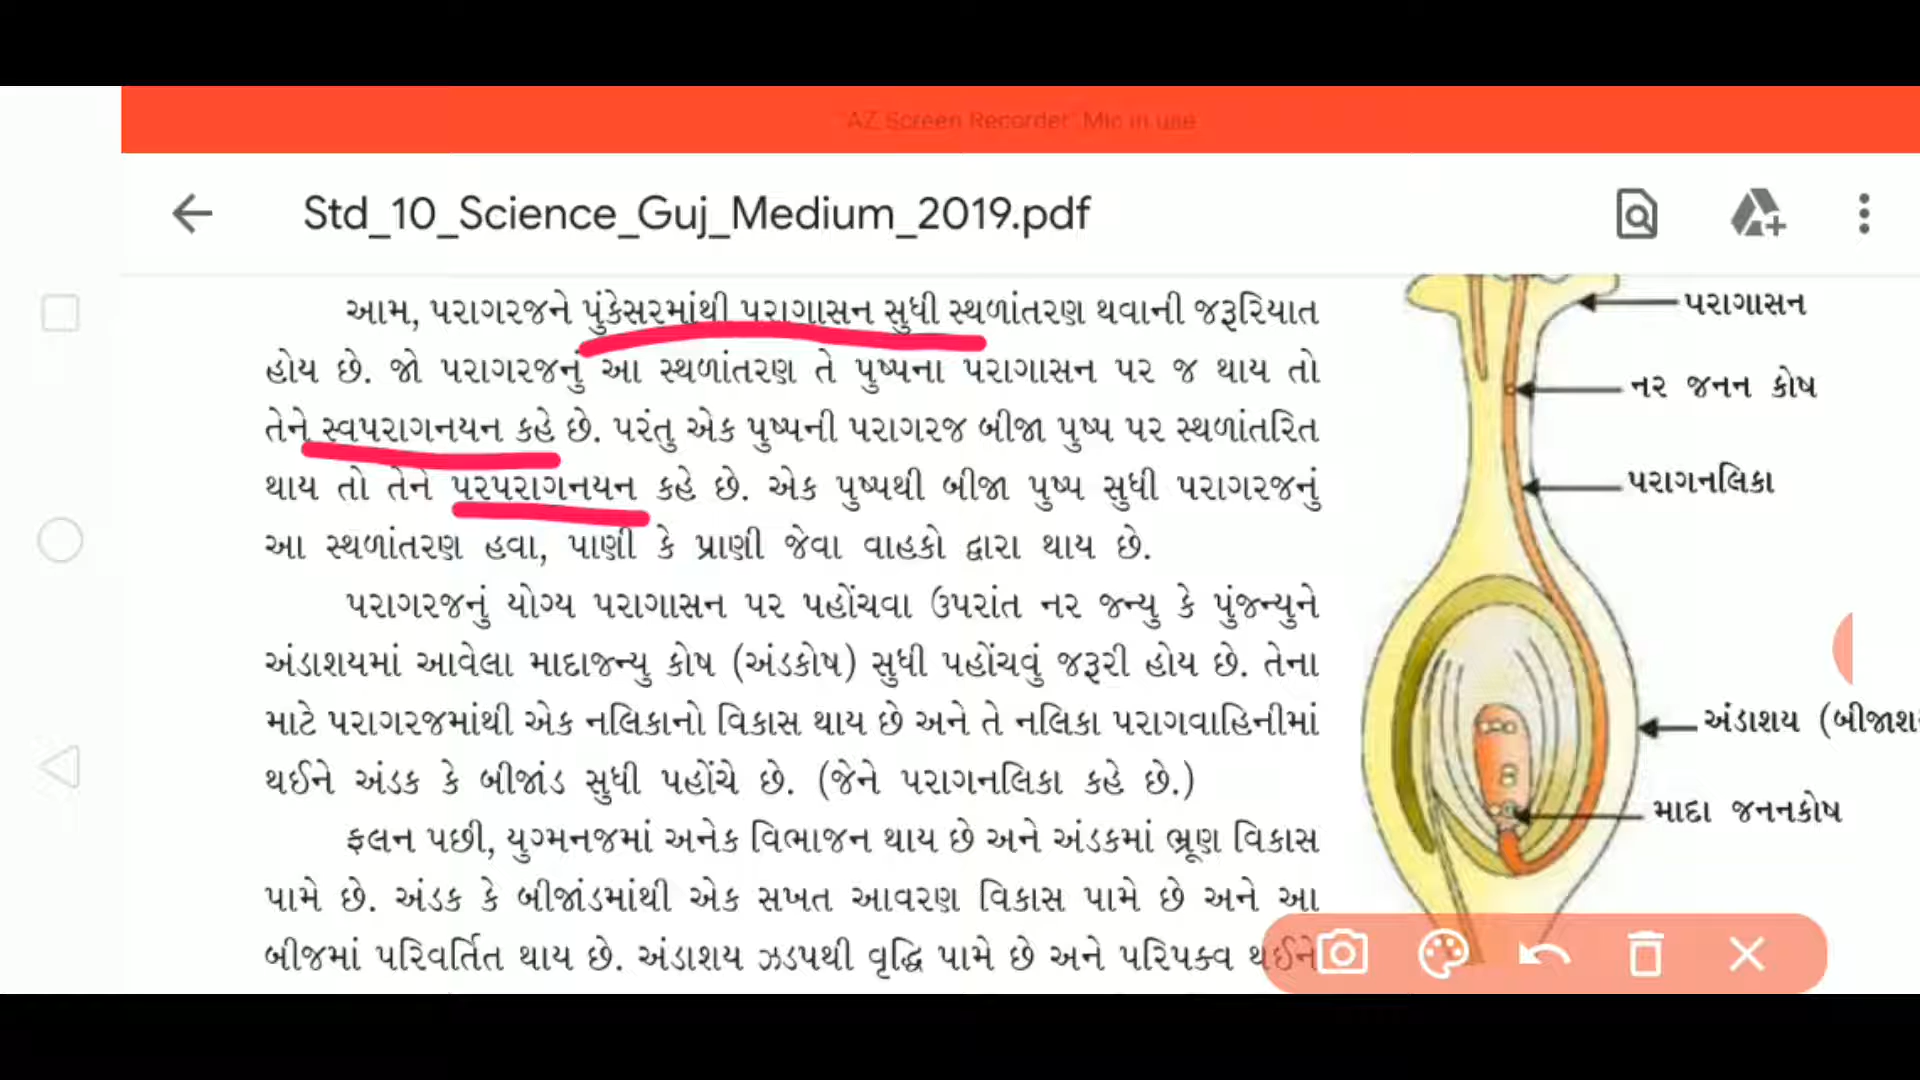 "AZ Screen Recorder" Mic in use
Std_10_Science_Guj_Medium_2019.pdf
આમ, પરાગરજને પુંકેસરમાંથી પરાગાસન સુધી સ્થળાંતરણ થવાની જરૂરિયાત
હોય છે. જો પરાગરજનું આ સ્થળાંતરણ તે પુષ્પના પરાગાસન પર જ થાય તો
તેને સ્વપરાગનયન કહે છે. પરંતુ એક પુષ્પની પરાગરજ બીજા પુષ્પ પર સ્થળાંતરિત
થાય તો તેને પરપરાગનયન કહે છે. એક પુષ્પથી બીજા પુષ્પ સુધી પરાગરજનું
આ સ્થળાંતરણ હવા, પાણી કે પ્રાણી જેવા વાહકો દ્વારા થાય છે.
પરાગરજનું યોગ્ય પરાગાસન પર પહોંચવા ઉપરાંત નર જન્યુ કે પુંજન્યુને
અંડાશયમાં આવેલા માદાજન્યુ કોષ (અંડકોષ) સુધી પહોંચવું જરૂરી હોય છે. તેના
માટે પરાગરજમાંથી એક નલિકાનો વિકાસ થાય છે અને તે નલિકા પરાગવાહિનીમાં
થઈને અંડક કે બીજાંડ સુધી પહોંચે છે. (જેને પરાગનલિકા કહે છે.)
ફલન પછી, યુગ્મનજમાં અનેક વિભાજન થાય છે અને અંડકમાં ભ્રૂણ વિકાસ
પામે છે. અંડક કે બીજાંડમાંથી એક સખત આવરણ વિકાસ પામે છે અને આ
બીજમાં પરિવર્તિત થાય છે. અંડાશય ઝડપથી વૃદ્ધિ પામે છે અને પરિપક્વ થઈને
પરાગાસન
નર જનન કોષ
પરાગનલિકા
અંડાશય (બીજાશ
માદા જનનકોષ